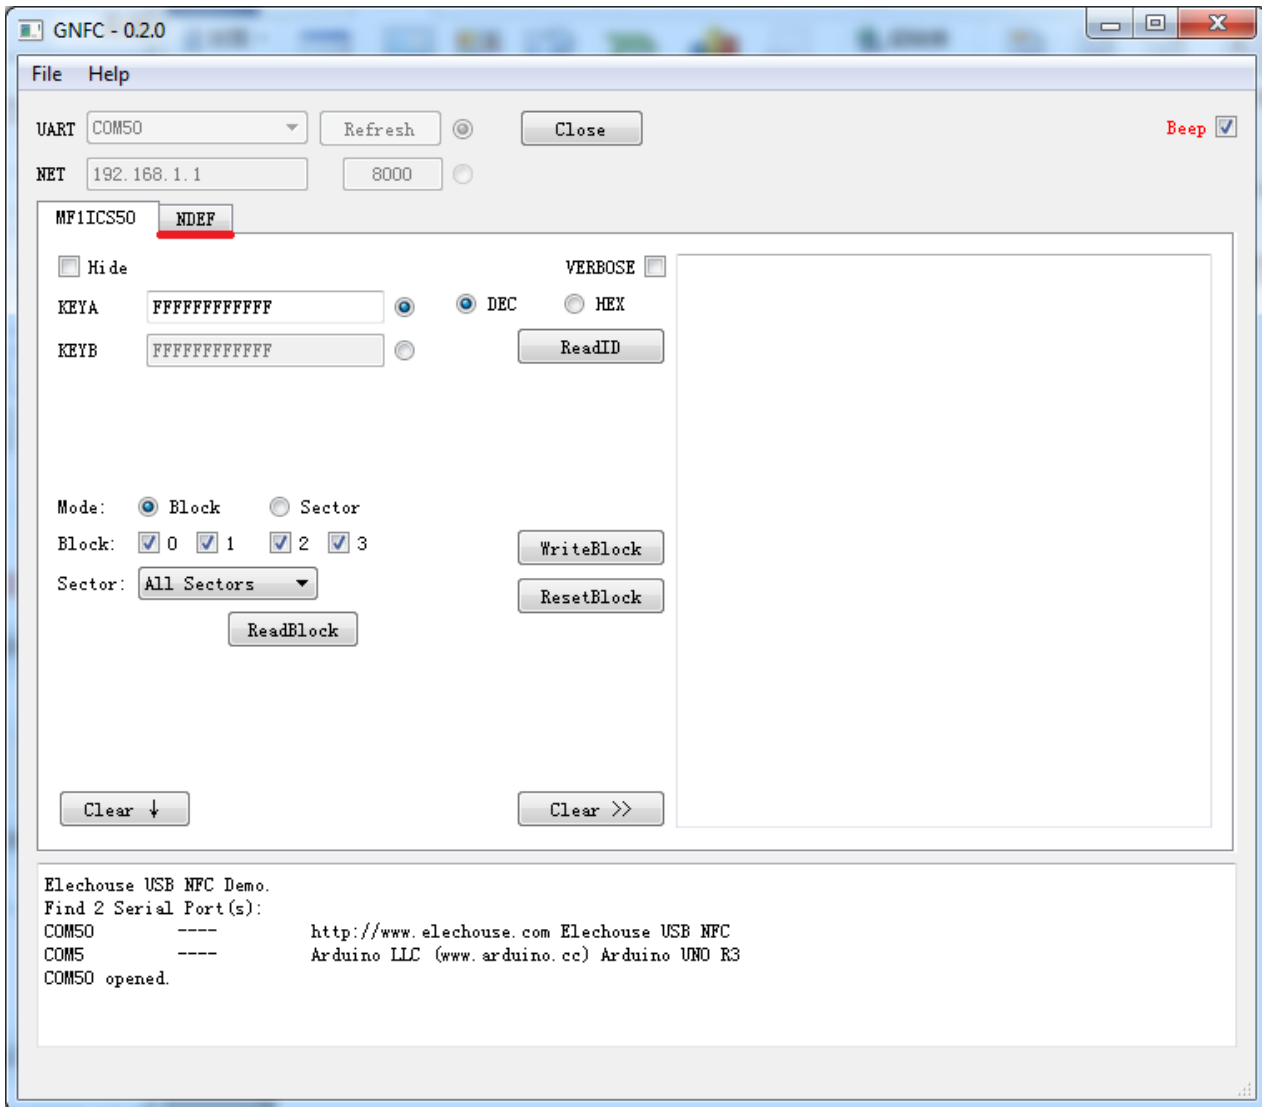 GNFC - 0.2.0
File Help
UART COM50 Refresh Close Beep
NET 192.168.1.1 8000
MF1ICS50 NDEF
Hide VERBOSE
KEYA FFFFFFFFFFFF DEC HEX
KEYB FFFFFFFFFFFF ReadID
Mode: Block Sector
Block: 0 1 2 3 WriteBlock
Sector: All Sectors ResetBlock
ReadBlock
Clear ↓ Clear >>
Elechouse USB NFC Demo.
Find 2 Serial Port(s):
COM50 ---- http://www.elechouse.com Elechouse USB NFC
COM5 ---- Arduino LLC (www.arduino.cc) Arduino UNO R3
COM50 opened.